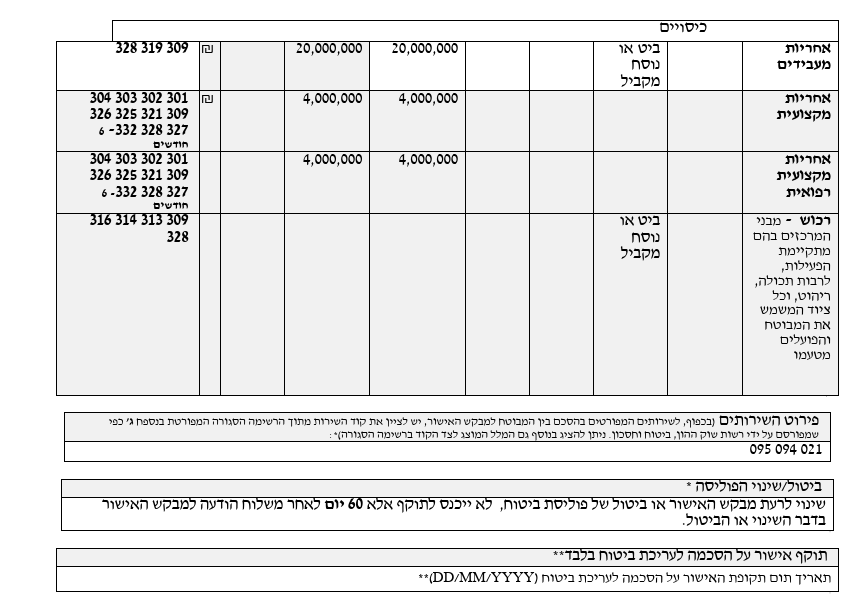 כיסויים
אחריות מעבידים ביט או נוסח מקביל 20,000,000 20,000,000 ₪ 309 319 328
אחריות מקצועית 4,000,000 4,000,000 ₪ 301 302 303 304
309 321 325 326
327 328 332- 6
חודשים
אחריות מקצועית רפואית 4,000,000 4,000,000 301 302 303 304
309 321 325 326
327 328 332- 6
חודשים
רכוש - מבני
המרכזים בהם
מתקיימת
הפעילות,
לרבות תכולה,
ריהוט, וכל
ציוד המשמש
את המבוטח
והפועלים
מטעמו
ביט או
נוסח
מקביל
309 313 314 316
328
פירוט השירותים (בכפוף, לשירותים המפורטים בהסכם בין המבוטח למבקש האישור, יש לציין את קוד השירות מתוך הרשימה הסגורה המפורטת בנספח ג' כפי
שמפורסם על ידי רשות שוק ההון, ביטוח וחסכון. ניתן להציג בנוסף גם המלל המוצג לצד הקוד ברשימה הסגורה)*:
021 094 095
ביטול/שינוי הפוליסה *
שינוי לרעת מבקש האישור או ביטול של פוליסת ביטוח, לא ייכנס לתוקף אלא 60 יום לאחר משלוח הודעה למבקש האישור
בדבר השינוי או הביטול.
תוקף אישור על הסכמה לעריכת ביטוח בלבד**
תאריך תום תקופת האישור על הסכמה לעריכת ביטוח (DD/MM/YYYY)**